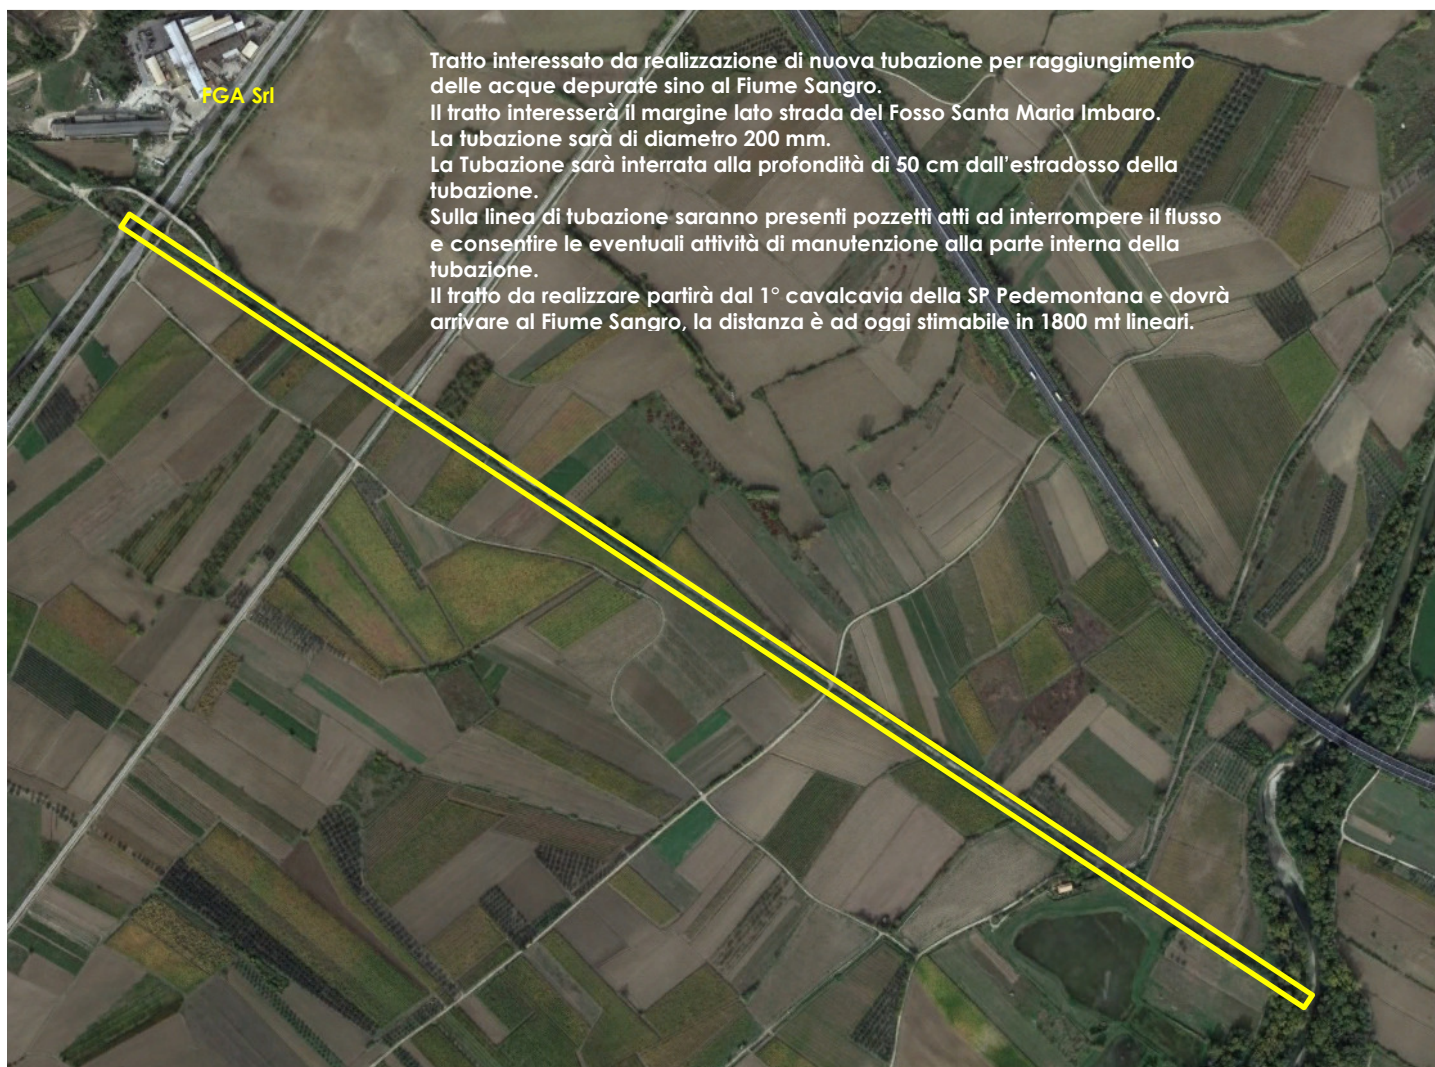 Tratto interessato da realizzazione di nuova tubazione per raggiungimento
delle acque depurate sino al Fiume Sangro.
FGA Srl
Il tratto interesserà il margine lato strada del Fosso Santa Maria Imbaro.
La tubazione sarà di diametro 200 mm.
La Tubazione sarà interrata alla profondità di 50 cm dall'estradosso della
tubazione.
Sulla linea di tubazione saranno presenti pozzetti atti ad interrompere il flusso
e consentire le eventuali attività di manutenzione alla parte interna della
tubazione.
Il tratto da realizzare partirà dal 1° cavalcavia della SP Pedemontana e dovrà
arrivare al Fiume Sangro, la distanza è ad oggi stimabile in 1800 mt lineari.